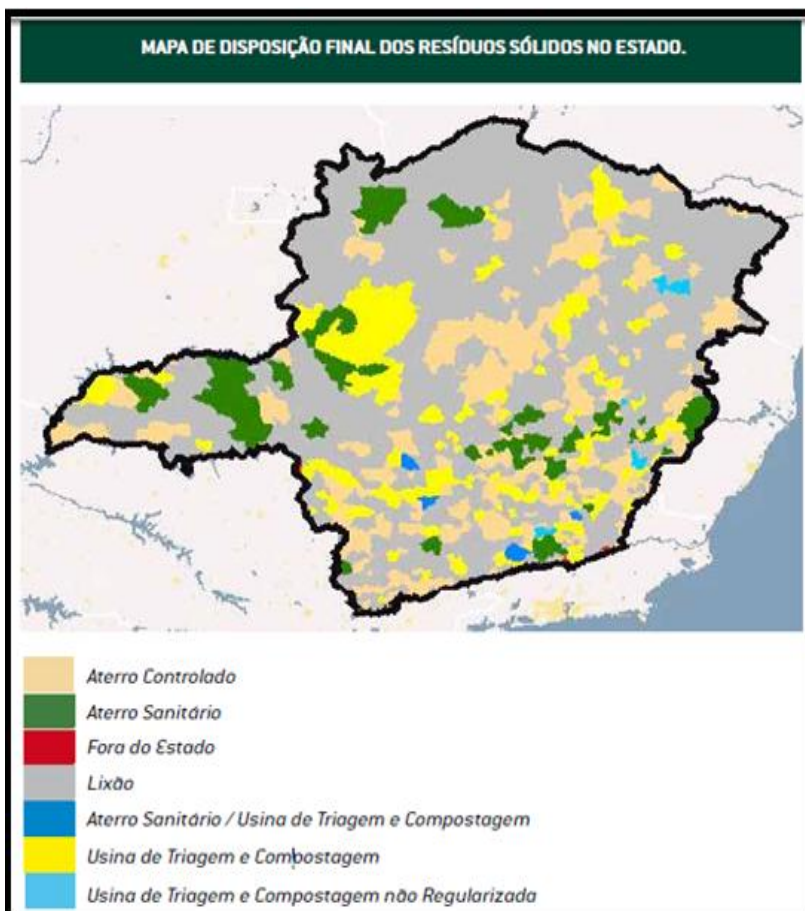 MAPA DE DISPOSIÇÃO FINAL DOS RESÍDUOS SÓLIDOS NO ESTADO.
Aterro Controlado
Aterro Sanitário
Fora do Estado
Lixão
Aterro Sanitário / Usina de Triagem e Compostagem
Usina de Triagem e Compostagem
Usina de Triagem e Compostagem não Regularizada